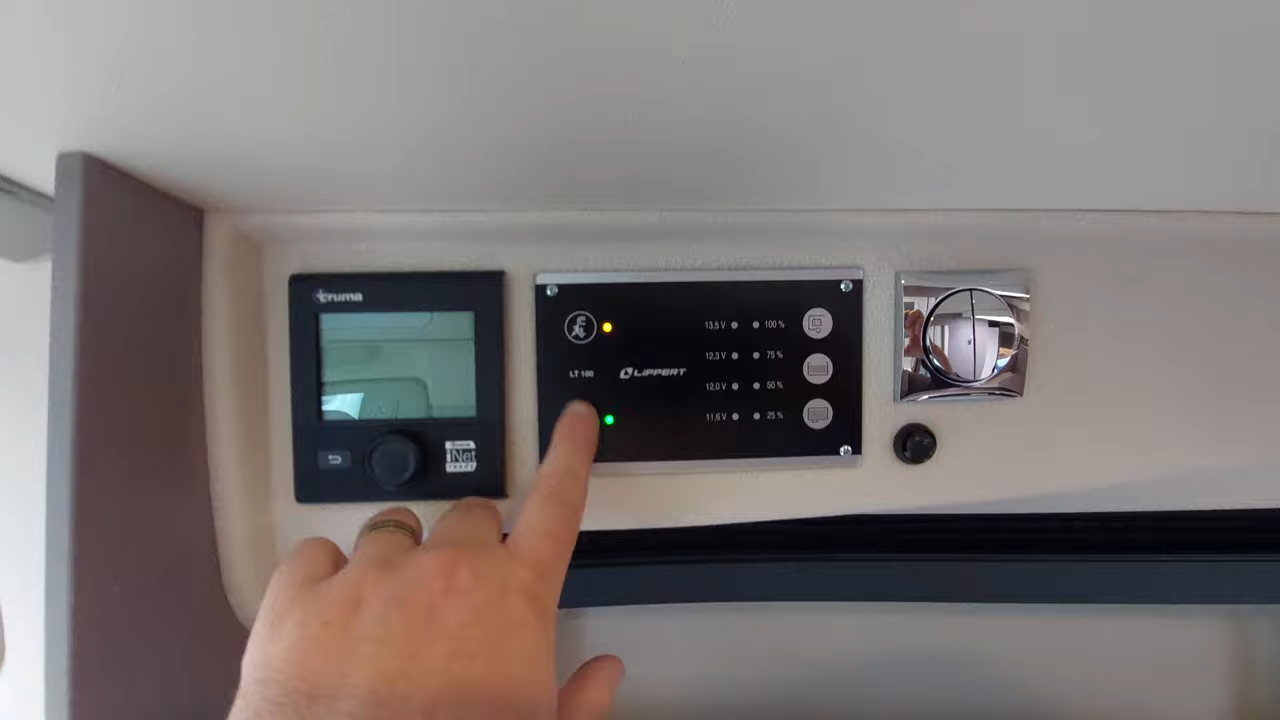 truma
iNet
ready
LT 100
LIPPERT
13,5 V 100 %
12,3 V 75 %
12,0 V 50 %
11,6 V 25 %